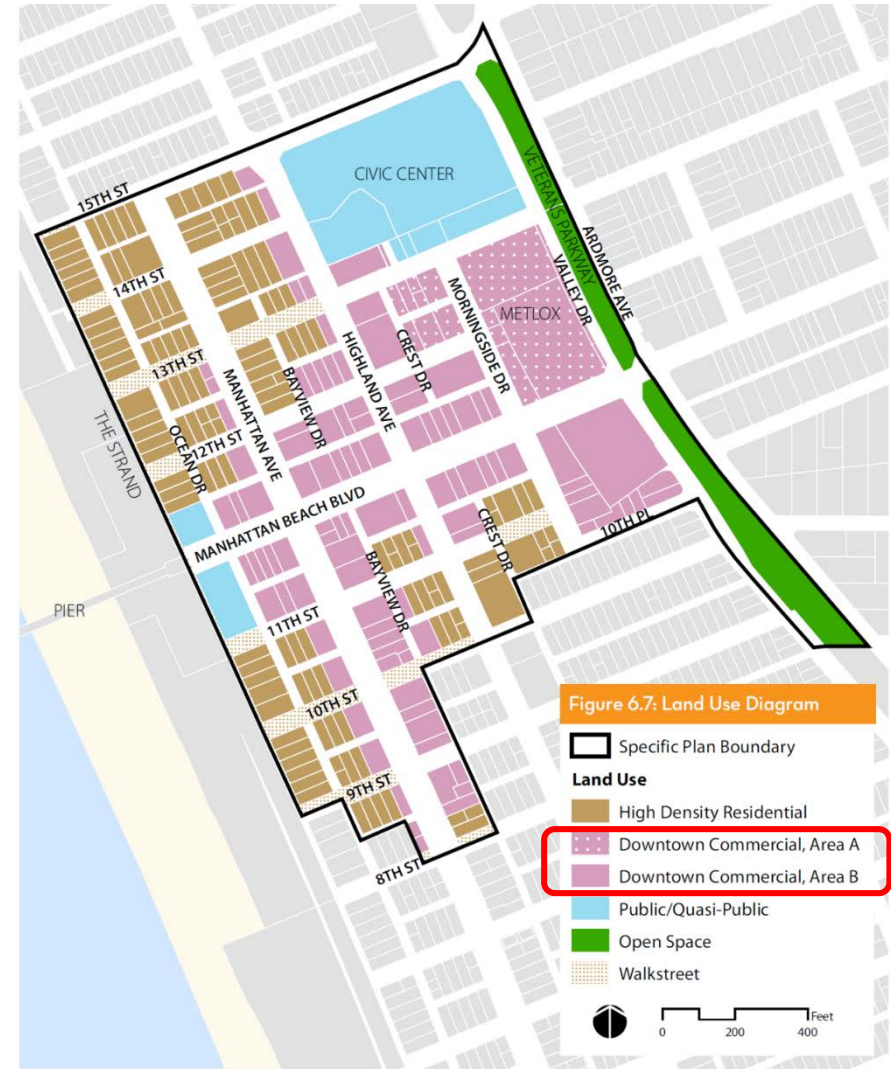 15TH ST
CIVIC CENTER
VETERANS PARKWAY
ARDMORE AVE
VALLEY DR
14TH ST
METLOX
MORNINGSIDE DR
HIGHLAND AVE
CREST DR
13TH ST
MANHATTAN AVE
BAYVIEW DR
THE STRAND
OCEAN DR
12TH ST
MANHATTAN BEACH BLVD
CREST DR
10TH PL
BAYVIEW DR
PIER
11TH ST
10TH ST
9TH ST
8TH ST
Figure 6.7: Land Use Diagram
Specific Plan Boundary
Land Use
High Density Residential
Downtown Commercial, Area A
Downtown Commercial, Area B
Public/Quasi-Public
Open Space
Walkstreet
Feet
0 200 400